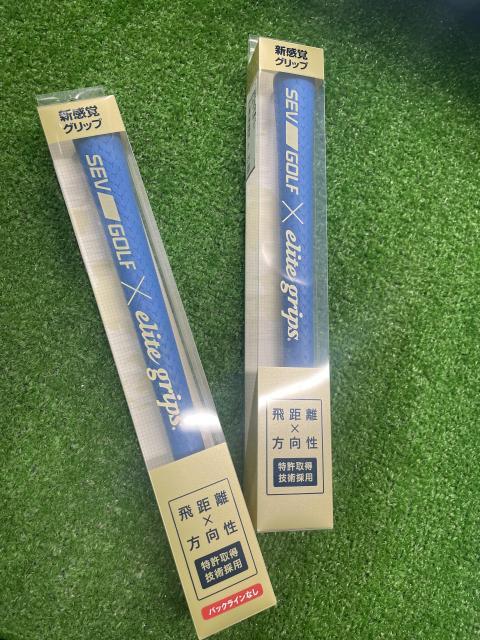 新感覚
グリップ
SEV GOLF × elite grips.
飛距離
×
方向性
特許取得
技術採用
バックラインなし
新感覚
グリップ
SEV GOLF × elite grips.
飛距離
×
方向性
特許取得
技術採用